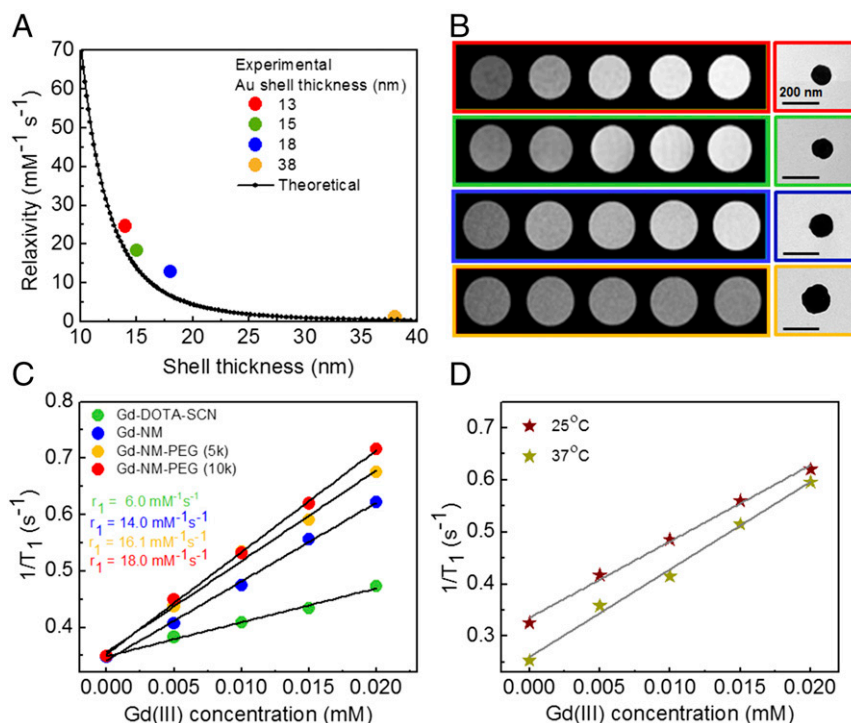 A
70
60
50
40
30
20
10
0
Relaxivity (mM⁻¹ s⁻¹)
Experimental
Au shell thickness (nm)
13
15
18
38
Theoretical
10 15 20 25 30 35 40
Shell thickness (nm)
B
200 nm
C
0.8
0.7
0.6
0.5
0.4
0.3
1/T₁ (s⁻¹)
Gd-DOTA-SCN
Gd-NM
Gd-NM-PEG (5k)
Gd-NM-PEG (10k)
r₁ = 6.0 mM⁻¹s⁻¹
r₁ = 14.0 mM⁻¹s⁻¹
r₁ = 16.1 mM⁻¹s⁻¹
r₁ = 18.0 mM⁻¹s⁻¹
0.000 0.005 0.010 0.015 0.020
Gd(III) concentration (mM)
D
0.7
0.6
0.5
0.4
0.3
1/T₁ (s⁻¹)
25°C
37°C
0.000 0.005 0.010 0.015 0.020
Gd(III) concentration (mM)